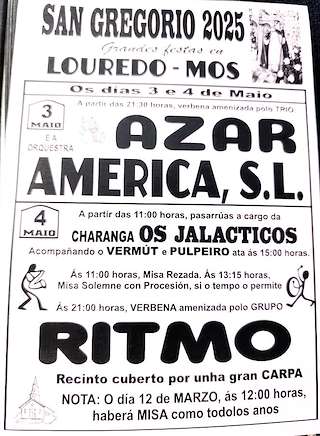 SAN GREGORIO 2025
Grandes festas en
LOUREDO - MOS
Os días 3 e 4 de Maio
A partir das 21:30 horas, verbena amenizada polo TRIO
3
MAIO
E A
ORQUESTRA
AZAR
AMERICA, S.L.
4
MAIO
A partir das 11:00 horas, pasarrúas a cargo da
CHARANGA OS JALACTICOS
Acompañando o VERMÚT e PULPEIRO ata ás 15:00 horas.
Ás 11:00 horas, Misa Rezada. Ás 13:15 horas,
Misa Solemne con Procesión, si o tempo o permite
Ás 21:00 horas, VERBENA amenizada polo GRUPO
RITMO
Recinto cuberto por unha gran CARPA
NOTA: O día 12 de MARZO, ás 12:00 horas,
haberá MISA como todolos anos